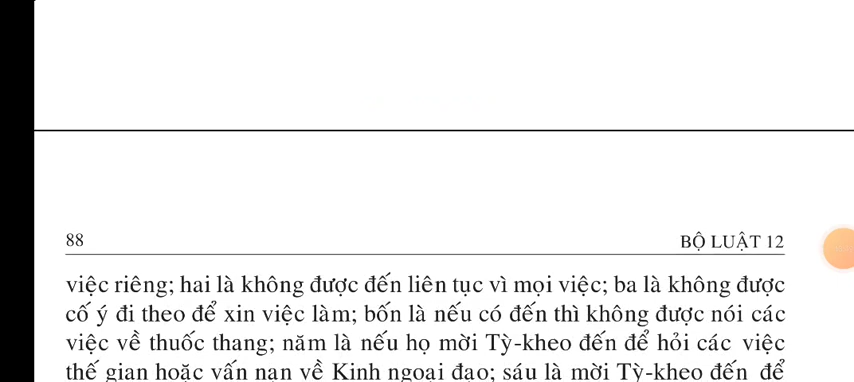 88
BỘ LUẬT 12
việc riêng; hai là không được đến liên tục vì mọi việc; ba là không được
cố ý đi theo để xin việc làm; bốn là nếu có đến thì không được nói các
việc về thuốc thang; năm là nếu họ mời Tỳ-kheo đến để hỏi các việc
thế gian hoặc vấn nạn về Kinh ngoại đạo; sáu là mời Tỳ-kheo đến để